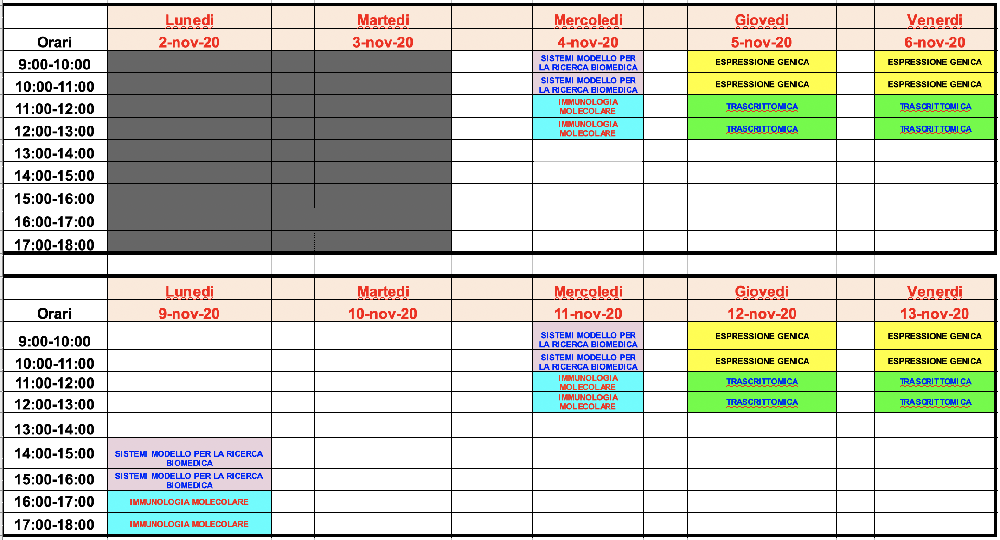 Lunedi Martedi Mercoledi Giovedi Venerdi
Orari 2-nov-20 3-nov-20 4-nov-20 5-nov-20 6-nov-20
9:00-10:00 SISTEMI MODELLO PER LA RICERCA BIOMEDICA ESPRESSIONE GENICA ESPRESSIONE GENICA
10:00-11:00 SISTEMI MODELLO PER LA RICERCA BIOMEDICA ESPRESSIONE GENICA ESPRESSIONE GENICA
11:00-12:00 IMMUNOLOGIA MOLECOLARE TRASCRITTOMICA TRASCRITTOMICA
12:00-13:00 IMMUNOLOGIA MOLECOLARE TRASCRITTOMICA TRASCRITTOMICA
13:00-14:00
14:00-15:00
15:00-16:00
16:00-17:00
17:00-18:00
Lunedi Martedi Mercoledi Giovedi Venerdi
Orari 9-nov-20 10-nov-20 11-nov-20 12-nov-20 13-nov-20
9:00-10:00 SISTEMI MODELLO PER LA RICERCA BIOMEDICA ESPRESSIONE GENICA ESPRESSIONE GENICA
10:00-11:00 SISTEMI MODELLO PER LA RICERCA BIOMEDICA ESPRESSIONE GENICA ESPRESSIONE GENICA
11:00-12:00 IMMUNOLOGIA MOLECOLARE TRASCRITTOMICA TRASCRITTOMICA
12:00-13:00 IMMUNOLOGIA MOLECOLARE TRASCRITTOMICA TRASCRITTOMICA
13:00-14:00
14:00-15:00 SISTEMI MODELLO PER LA RICERCA BIOMEDICA
15:00-16:00 SISTEMI MODELLO PER LA RICERCA BIOMEDICA
16:00-17:00 IMMUNOLOGIA MOLECOLARE
17:00-18:00 IMMUNOLOGIA MOLECOLARE